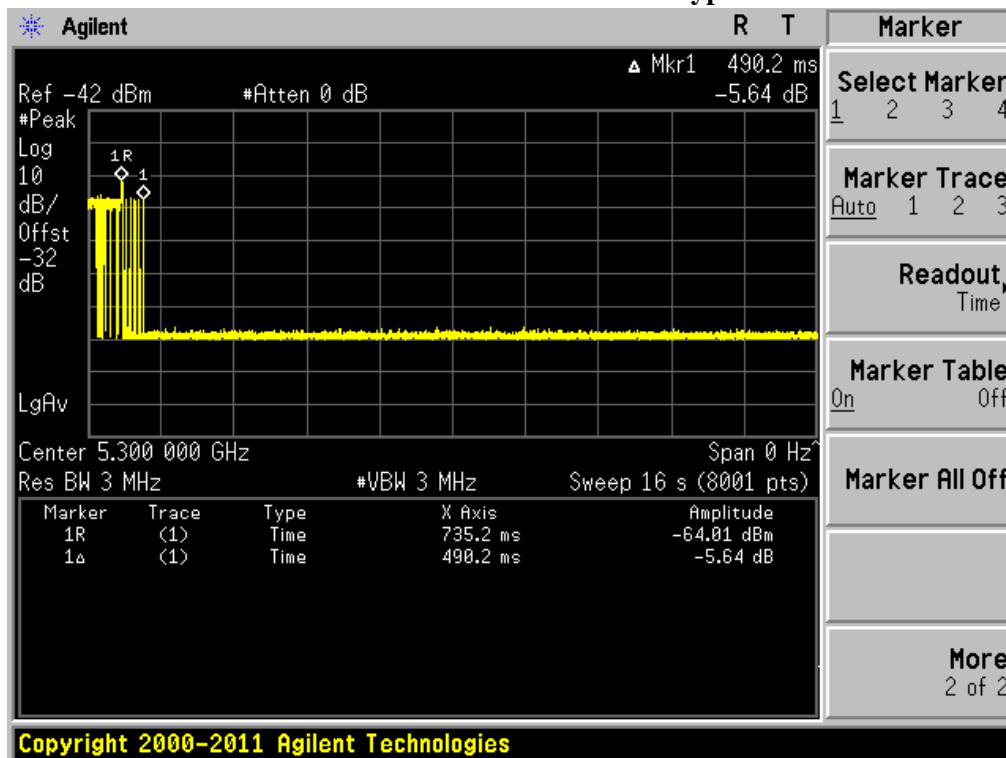 Agilent R T Marker
Δ Mkr1 490.2 ms
Ref -42 dBm #Atten 0 dB -5.64 dB
#Peak
Log
10
dB/
Offst
-32
dB
1R
1
LgAv
Center 5.300 000 GHz Span 0 Hz^
Res BW 3 MHz #VBW 3 MHz Sweep 16 s (8001 pts)
Marker Trace Type X Axis Amplitude
1R (1) Time 735.2 ms -64.01 dBm
1Δ (1) Time 490.2 ms -5.64 dB
Select Marker
1 2 3 4
Marker Trace
Auto 1 2 3
Readout
Time
Marker Table
On Off
Marker All Off
More
2 of 2
Copyright 2000-2011 Agilent Technologies